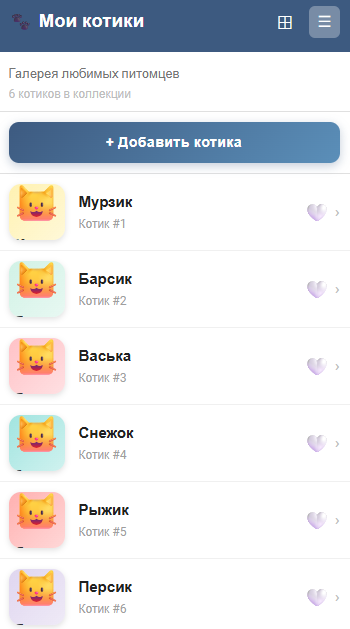 Мои котики
Галерея любимых питомцев
6 котиков в коллекции
+ Добавить котика
Мурзик
Котик #1
Барсик
Котик #2
Васька
Котик #3
Снежок
Котик #4
Рыжик
Котик #5
Персик
Котик #6